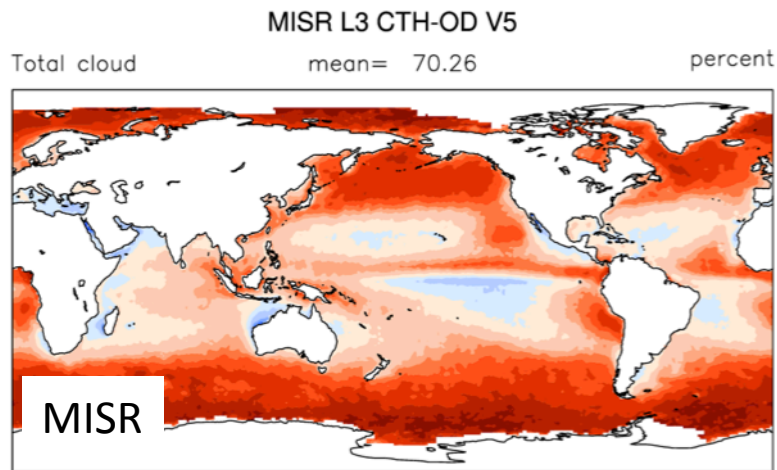 MISR L3 CTH-OD V5
Total cloud mean= 70.26 percent
MISR